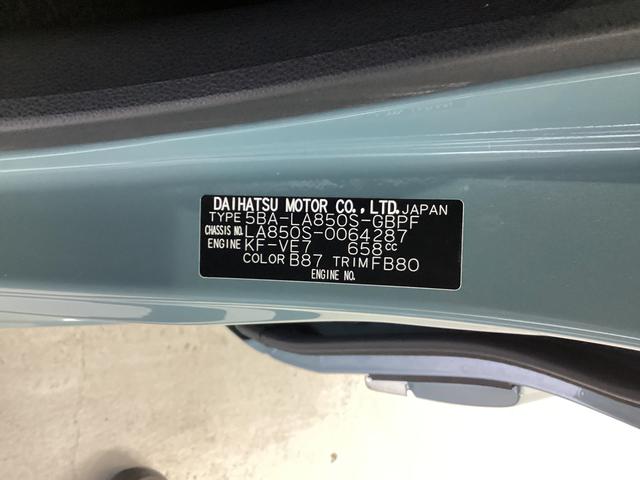 DAIHATSU MOTOR CO.,LTD. JAPAN
TYPE 5BA-LA850S-GBPF
CHASSIS NO. LA850S-0064287
ENGINE KF-VE7 658cc
COLOR B87 TRIM FB80
ENGINE NO.